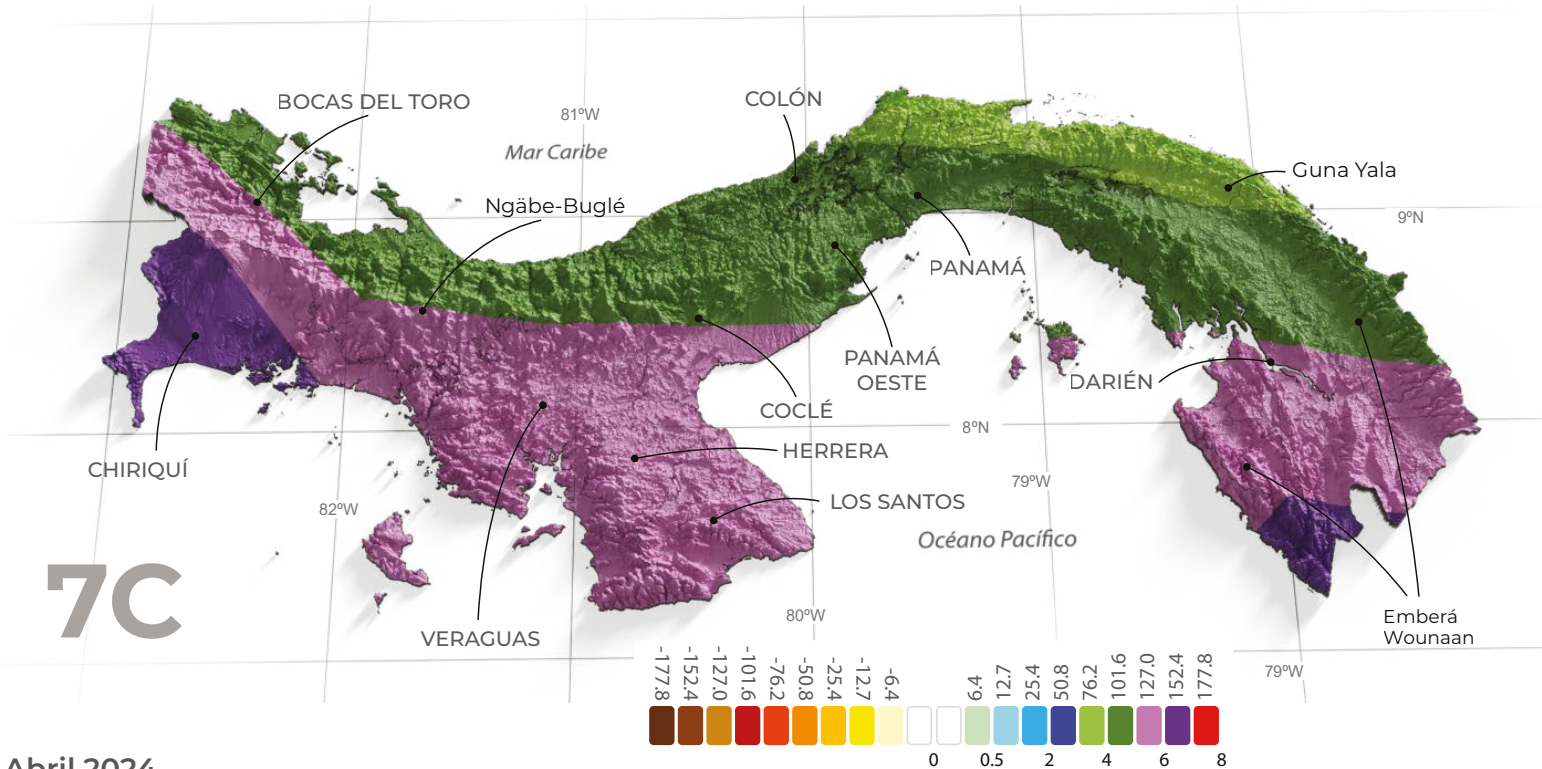 BOCAS DEL TORO
COLÓN
81ºW
Mar Caribe
Guna Yala
Ngäbe-Buglé
9ºN
PANAMÁ
PANAMÁ
OESTE
DARIÉN
COCLÉ
8ºN
HERRERA
CHIRIQUÍ
79ºW
LOS SANTOS
82ºW
Océano Pacífico
7C
80ºW
Emberá
Wounaan
VERAGUAS
79ºW
-177.8 -152.4 -127.0 -101.6 -76.2 -50.8 -25.4 -12.7 -6.4 6.4 12.7 25.4 50.8 76.2 101.6 127.0 152.4 177.8
0 0.5 2 4 6 8
Abril 2024